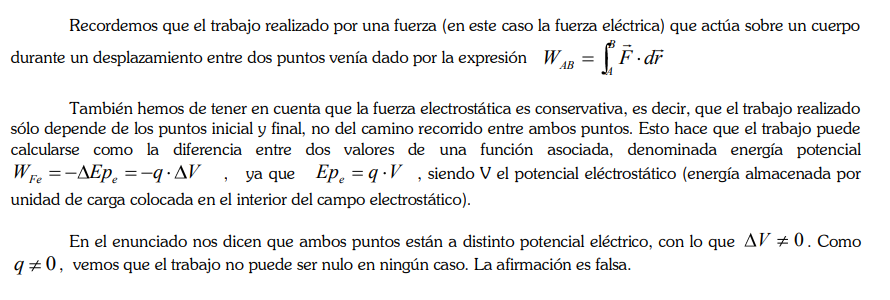 Recordemos que el trabajo realizado por una fuerza (en este caso la fuerza eléctrica) que actúa sobre un cuerpo
durante un desplazamiento entre dos puntos venía dado por la expresión $W_{AB} = \int_A^B \vec{F} \cdot d\vec{r}$
También hemos de tener en cuenta que la fuerza electrostática es conservativa, es decir, que el trabajo realizado
sólo depende de los puntos inicial y final, no del camino recorrido entre ambos puntos. Esto hace que el trabajo puede
calcularse como la diferencia entre dos valores de una función asociada, denominada energía potencial
$W_{Fe} = -\Delta Ep_e = -q \cdot \Delta V$ , ya que $Ep_e = q \cdot V$ , siendo V el potencial eléctrostático (energía almacenada por
unidad de carga colocada en el interior del campo electrostático).
En el enunciado nos dicen que ambos puntos están a distinto potencial eléctrico, con lo que $\Delta V \neq 0$. Como
$q \neq 0$, vemos que el trabajo no puede ser nulo en ningún caso. La afirmación es falsa.